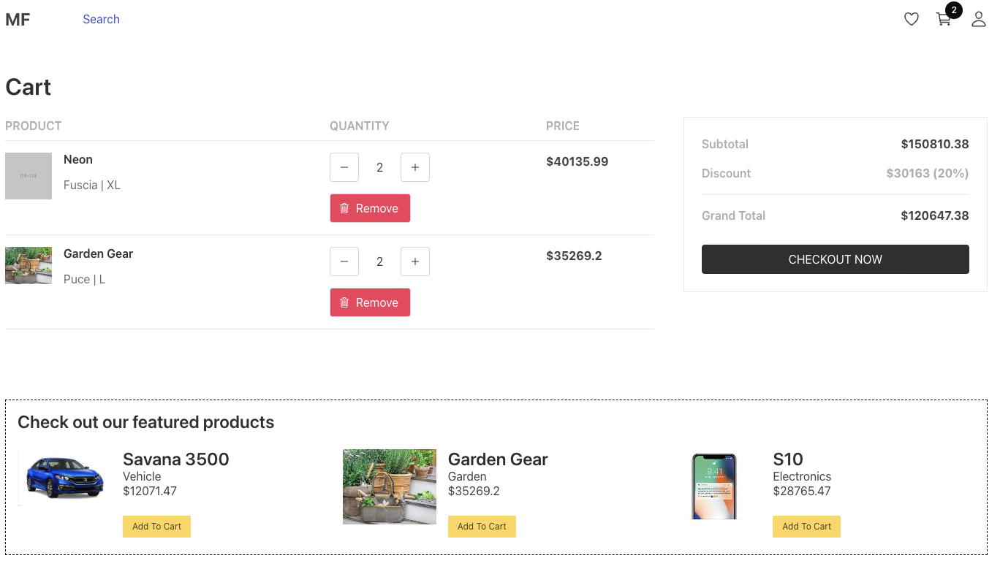 MF
Search
2
Cart
PRODUCT QUANTITY PRICE
Neon
Fuscia | XL
2
$40135.99
Remove
Garden Gear
Puce | L
2
$35269.2
Remove
Subtotal $150810.38
Discount $30163 (20%)
Grand Total $120647.38
CHECKOUT NOW
Check out our featured products
Savana 3500
Vehicle
$12071.47
Add To Cart
Garden Gear
Garden
$35269.2
Add To Cart
9:41
S10
Electronics
$28765.47
Add To Cart